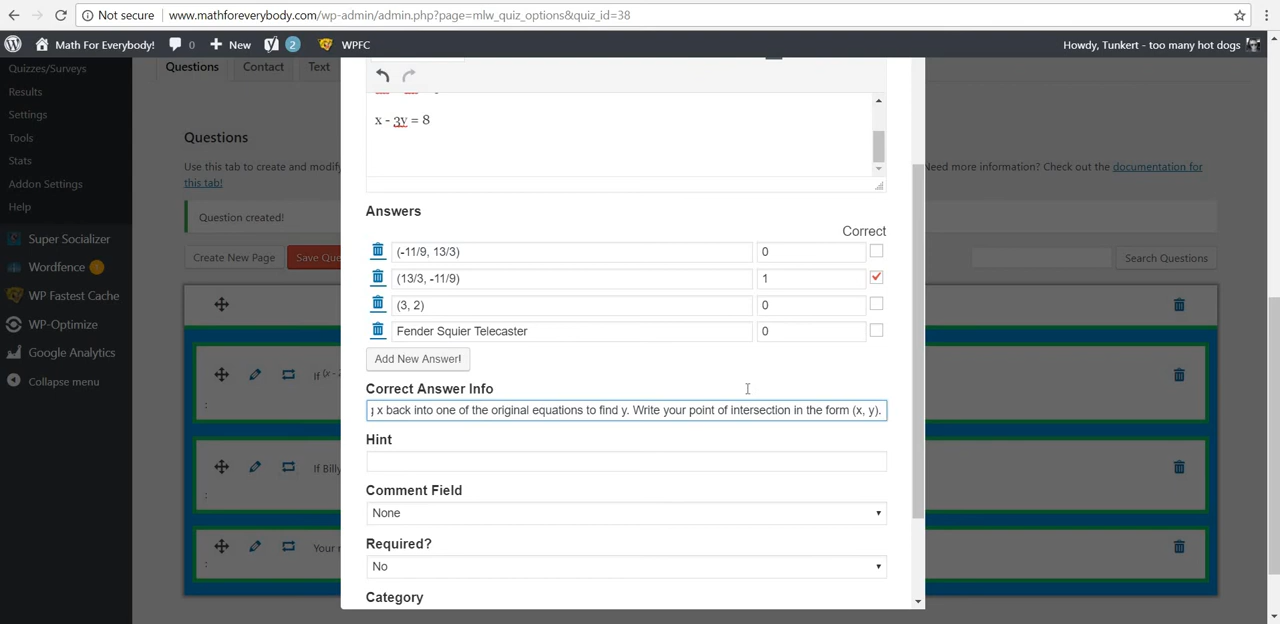 Not secure www.mathforeverybody.com/wp-admin/admin.php?page=mlw_quiz_options&quiz_id=38
Math For Everybody! 0 New 2 WPFC Howdy, Tunkert - too many hot dogs
Quizzes/Surveys
Results
Settings
Tools
Stats
Addon Settings
Help
Super Socializer
Wordfence 1
WP Fastest Cache
WP-Optimize
Google Analytics
Collapse menu
Questions Contact Text
Questions
Use this tab to create and modify
Need more information? Check out the documentation for
this tab!
Question created!
Create New Page Save Que
Search Questions
If (x -
:
If Billy
:
Your
:
x - 3y = 8
Answers
Correct
(-11/9, 13/3) 0
(13/3, -11/9) 1
(3, 2) 0
Fender Squier Telecaster 0
Add New Answer!
Correct Answer Info
x back into one of the original equations to find y. Write your point of intersection in the form (x, y).
Hint
Comment Field
None
Required?
No
Category